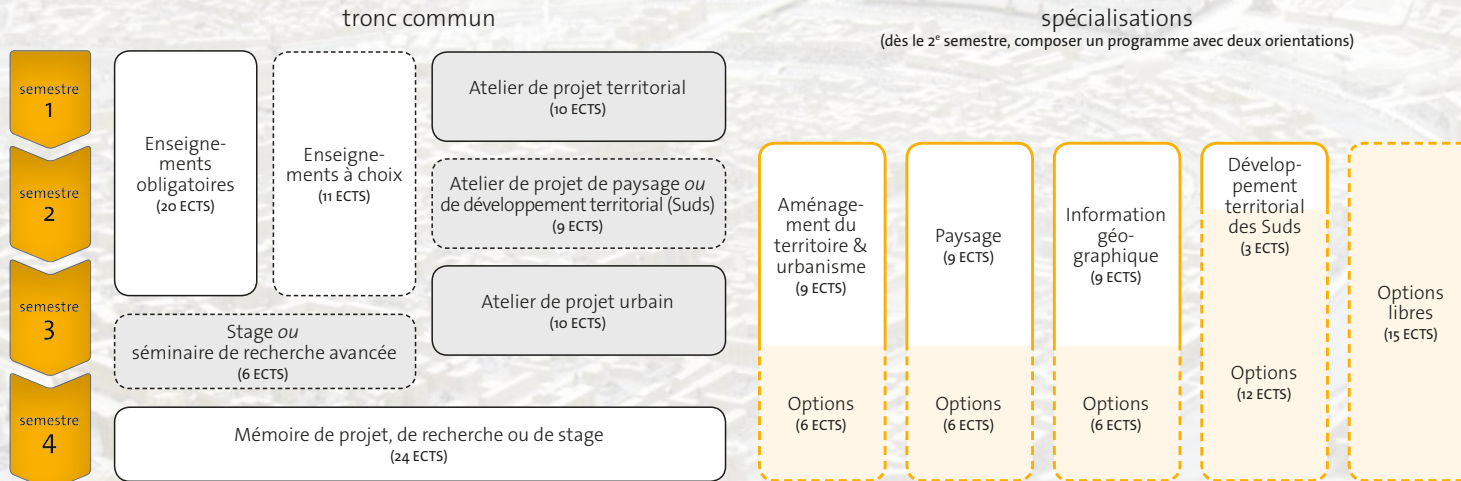 tronc commun
semestre
1
semestre
2
semestre
3
semestre
4
Enseigne-
ments
obligatoires
(20 ECTS)
Enseigne-
ments à choix
(11 ECTS)
Atelier de projet territorial
(10 ECTS)
Atelier de projet de paysage ou
de développement territorial (Suds)
(9 ECTS)
Atelier de projet urbain
(10 ECTS)
Stage ou
séminaire de recherche avancée
(6 ECTS)
Mémoire de projet, de recherche ou de stage
(24 ECTS)
spécialisations
(dès le 2e semestre, composer un programme avec deux orientations)
Aménage-
ment du
territoire &
urbanisme
(9 ECTS)
Options
(6 ECTS)
Paysage
(9 ECTS)
Options
(6 ECTS)
Information
géo-
graphique
(9 ECTS)
Options
(6 ECTS)
Dévelop-
pement
territorial
des Suds
(3 ECTS)
Options
(12 ECTS)
Options
libres
(15 ECTS)